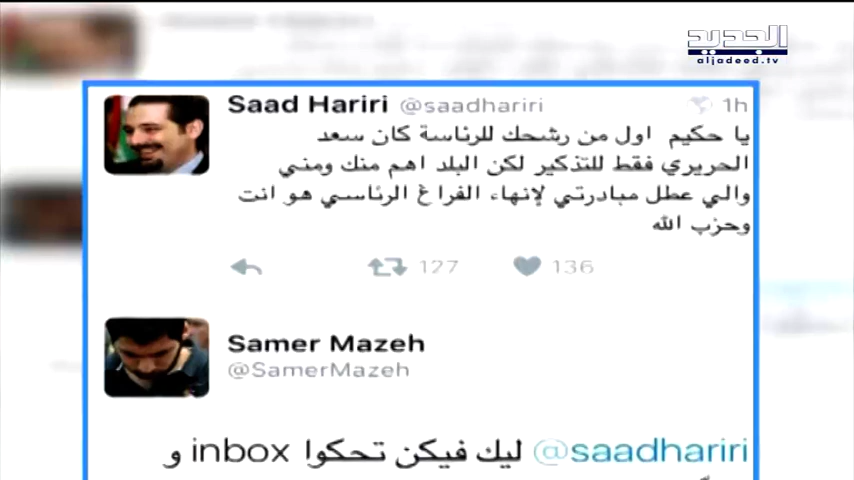 الجديد
aljadeed.tv
Saad Hariri @saadhariri 1h
يا حكيم اول من رشحك للرئاسة كان سعد
الحريري فقط للتذكير لكن البلد اهم منك ومني
والي عطل مبادرتي لإنهاء الفراغ الرئاسي هو انت
وحزب الله
127 136
Samer Mazeh
@SamerMazeh
@saadhariri ليك فيكن تحكوا inbox و